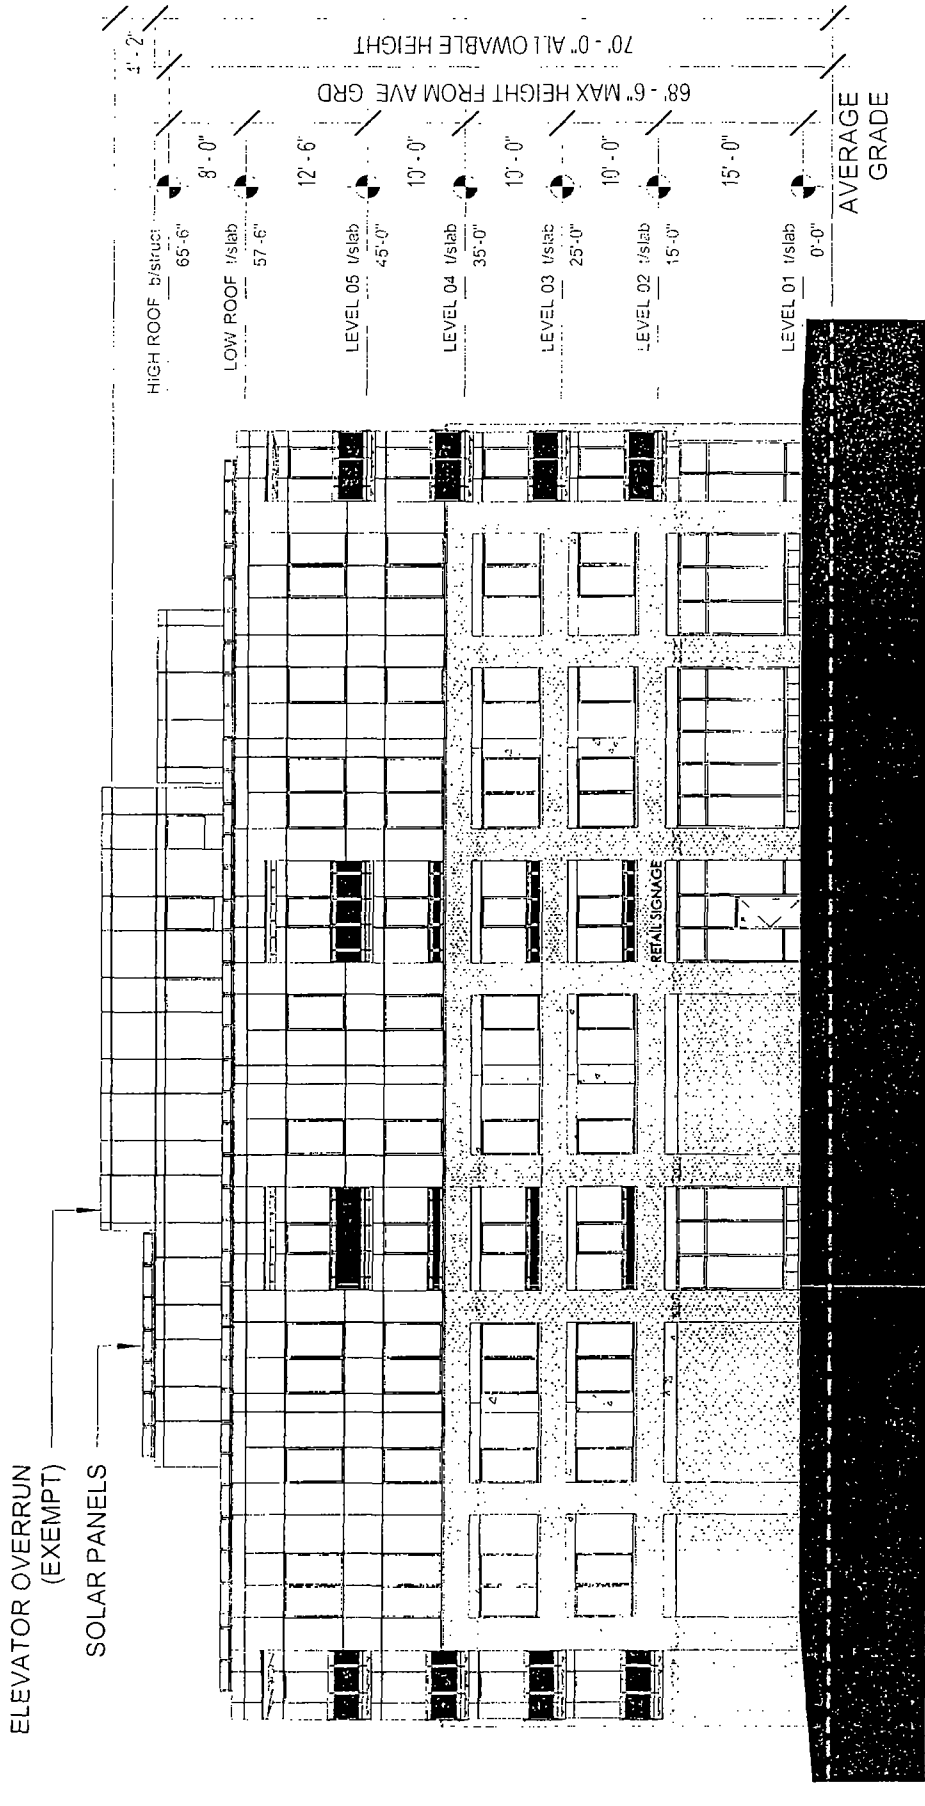 ELEVATOR OVERRUN
(EXEMPT)
SOLAR PANELS
RETAIL SIGNAGE
HIGH ROOF b/struct
65'-6"
LOW ROOF t/slab
57'-6"
LEVEL 05 t/slab
45'-0"
LEVEL 04 t/slab
35'-0"
LEVEL 03 t/slab
25'-0"
LEVEL 02 t/slab
15'-0"
LEVEL 01 t/slab
0'-0"
8' - 0"
12' - 6"
10' - 0"
10' - 0"
10' - 0"
15' - 0"
4' - 2"
68' - 6" MAX HEIGHT FROM AVE GRD
70' - 0" ALLOWABLE HEIGHT
AVERAGE
GRADE